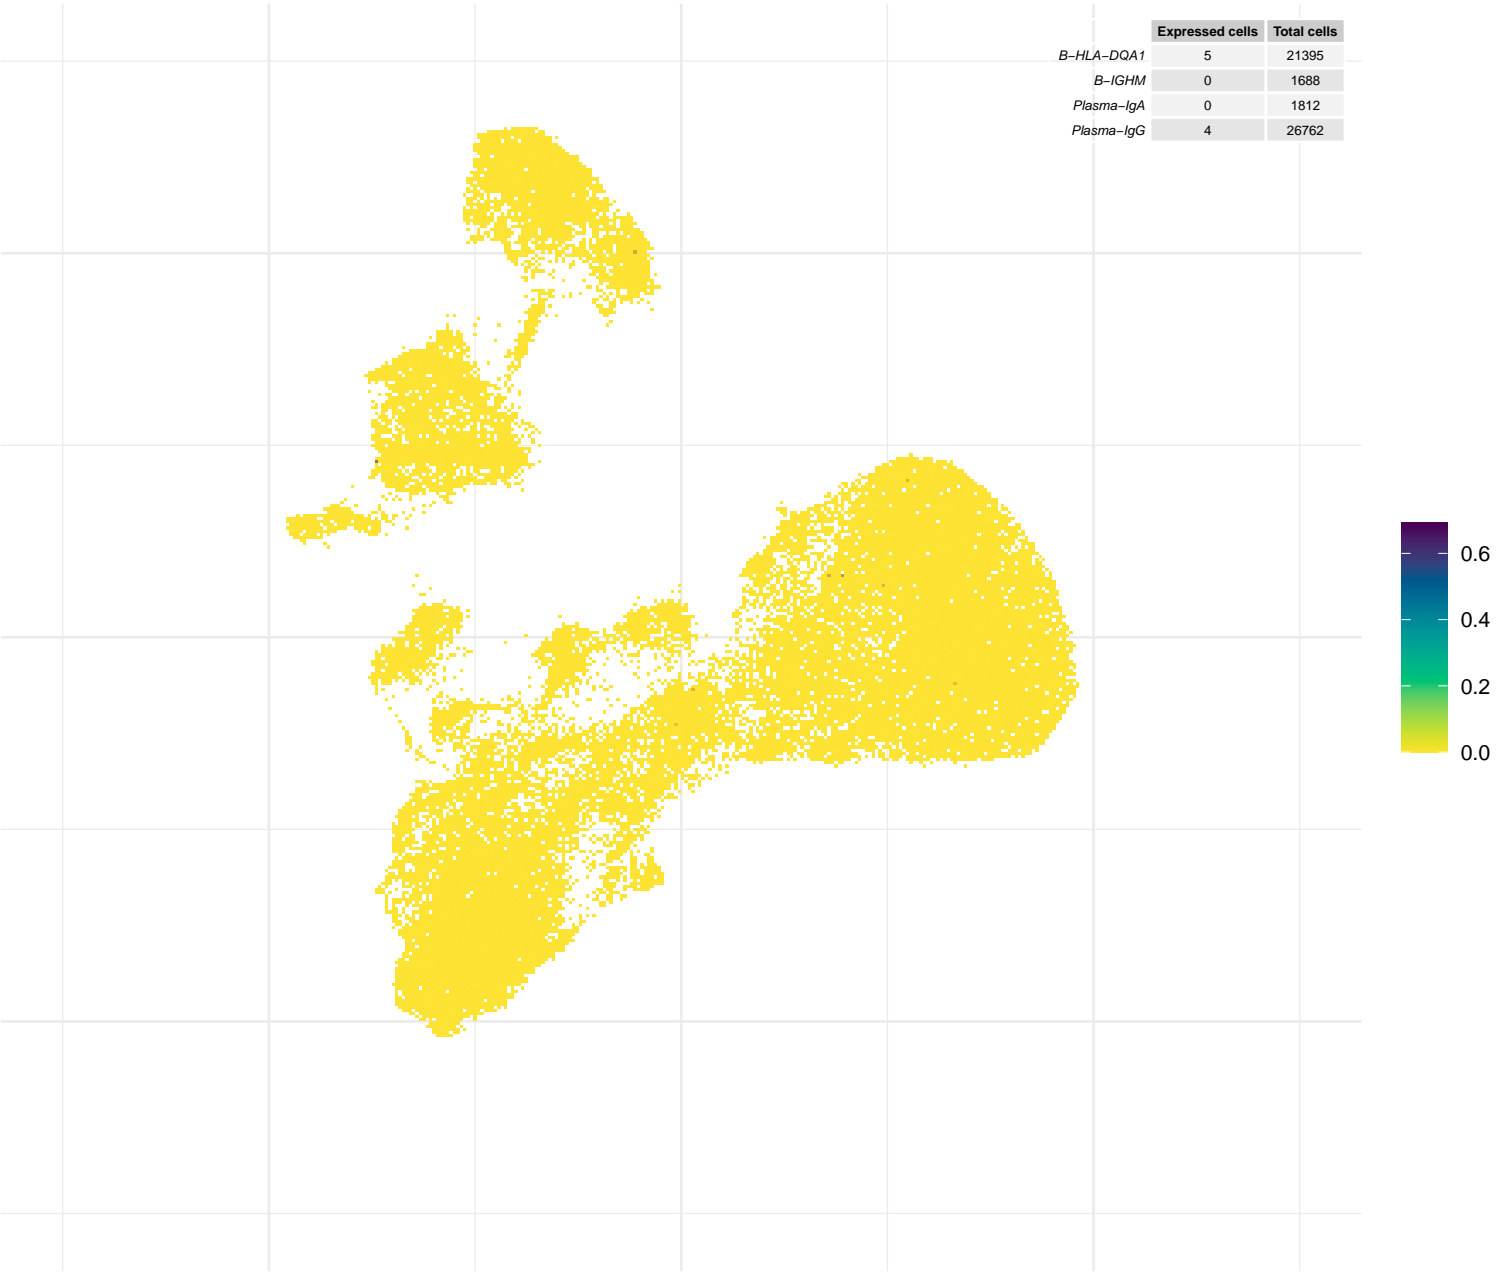 Expressed cells Total cells
B−HLA−DQA1 5 21395
B−IGHM 0 1688
Plasma−IgA 0 1812
Plasma−IgG 4 26762
0.6
0.4
0.2
0.0